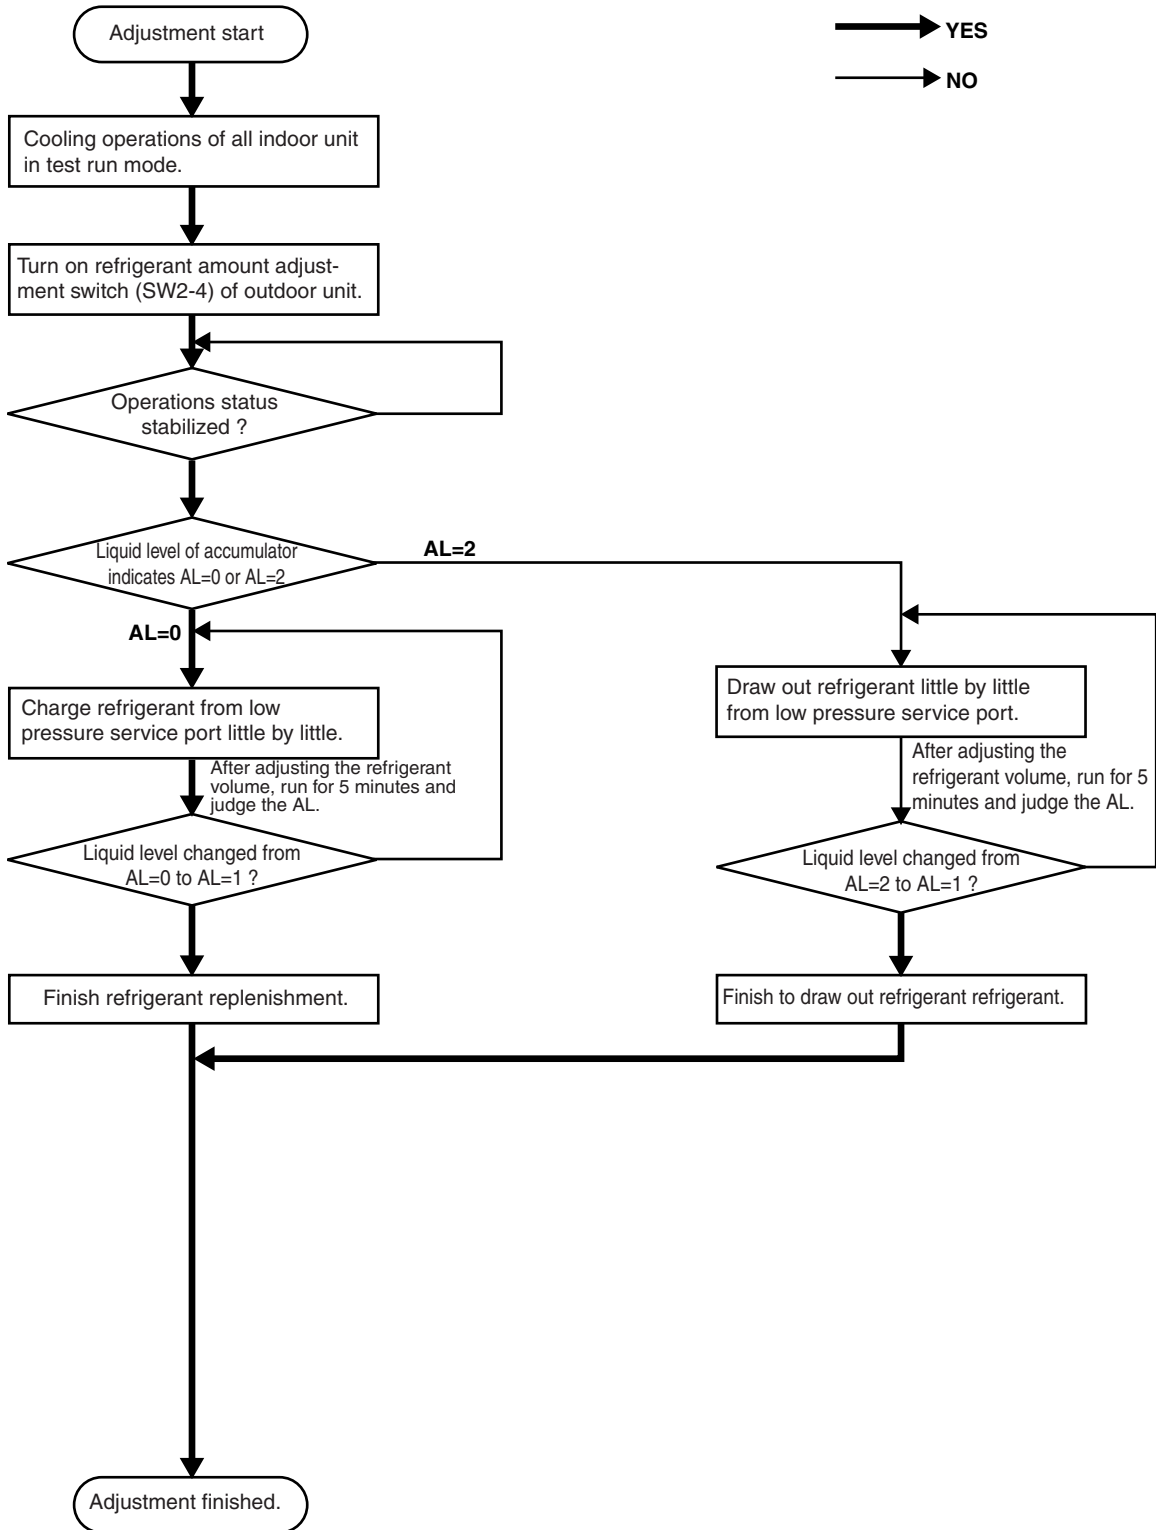 Adjustment start
YES
NO
Cooling operations of all indoor unit
in test run mode.
Turn on refrigerant amount adjust-
ment switch (SW2-4) of outdoor unit.
Operations status
stabilized ?
Liquid level of accumulator
indicates AL=0 or AL=2
AL=2
AL=0
Charge refrigerant from low
pressure service port little by little.
After adjusting the refrigerant
volume, run for 5 minutes and
judge the AL.
Liquid level changed from
AL=0 to AL=1 ?
Finish refrigerant replenishment.
Draw out refrigerant little by little
from low pressure service port.
After adjusting the
refrigerant volume, run for 5
minutes and judge the AL.
Liquid level changed from
AL=2 to AL=1 ?
Finish to draw out refrigerant refrigerant.
Adjustment finished.